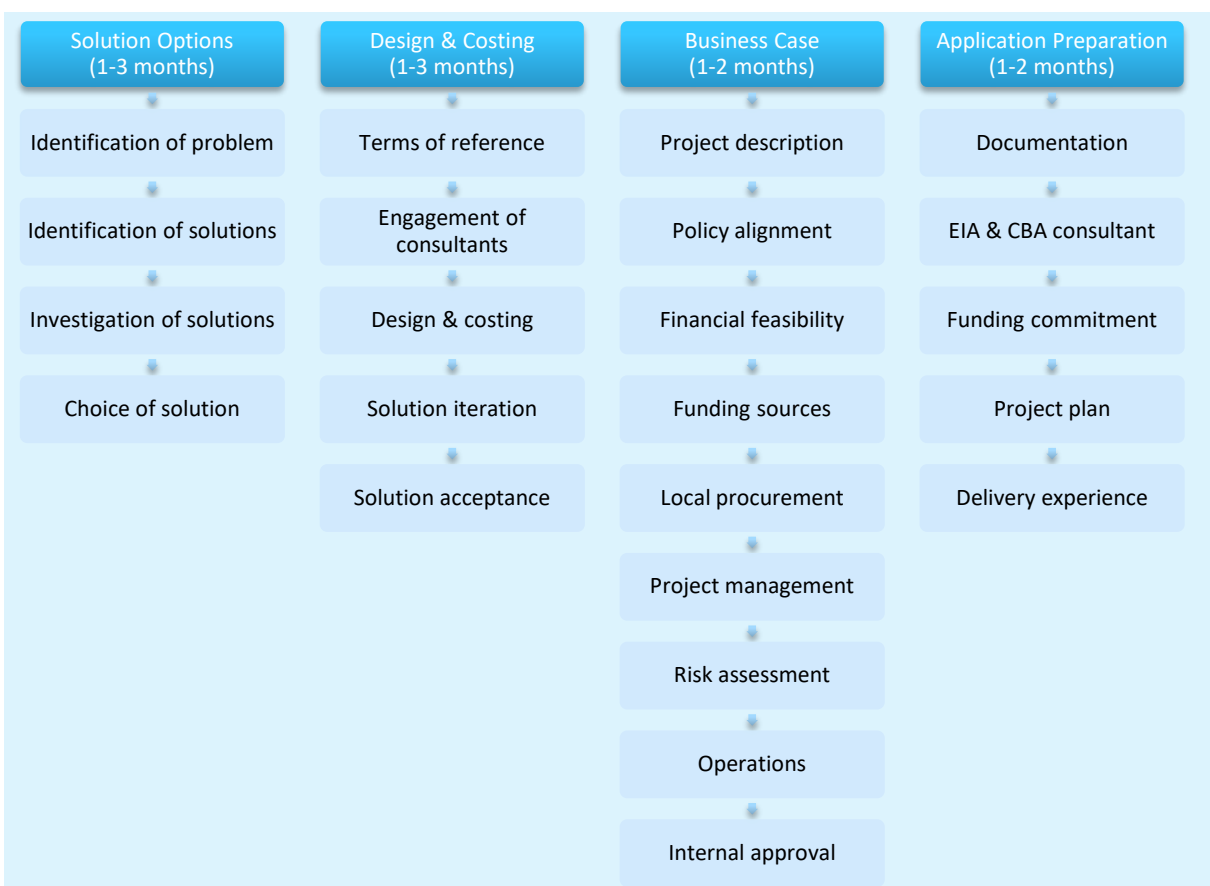 Solution Options
(1-3 months)
Identification of problem
Identification of solutions
Investigation of solutions
Choice of solution
Design & Costing
(1-3 months)
Terms of reference
Engagement of
consultants
Design & costing
Solution iteration
Solution acceptance
Business Case
(1-2 months)
Project description
Policy alignment
Financial feasibility
Funding sources
Local procurement
Project management
Risk assessment
Operations
Internal approval
Application Preparation
(1-2 months)
Documentation
EIA & CBA consultant
Funding commitment
Project plan
Delivery experience